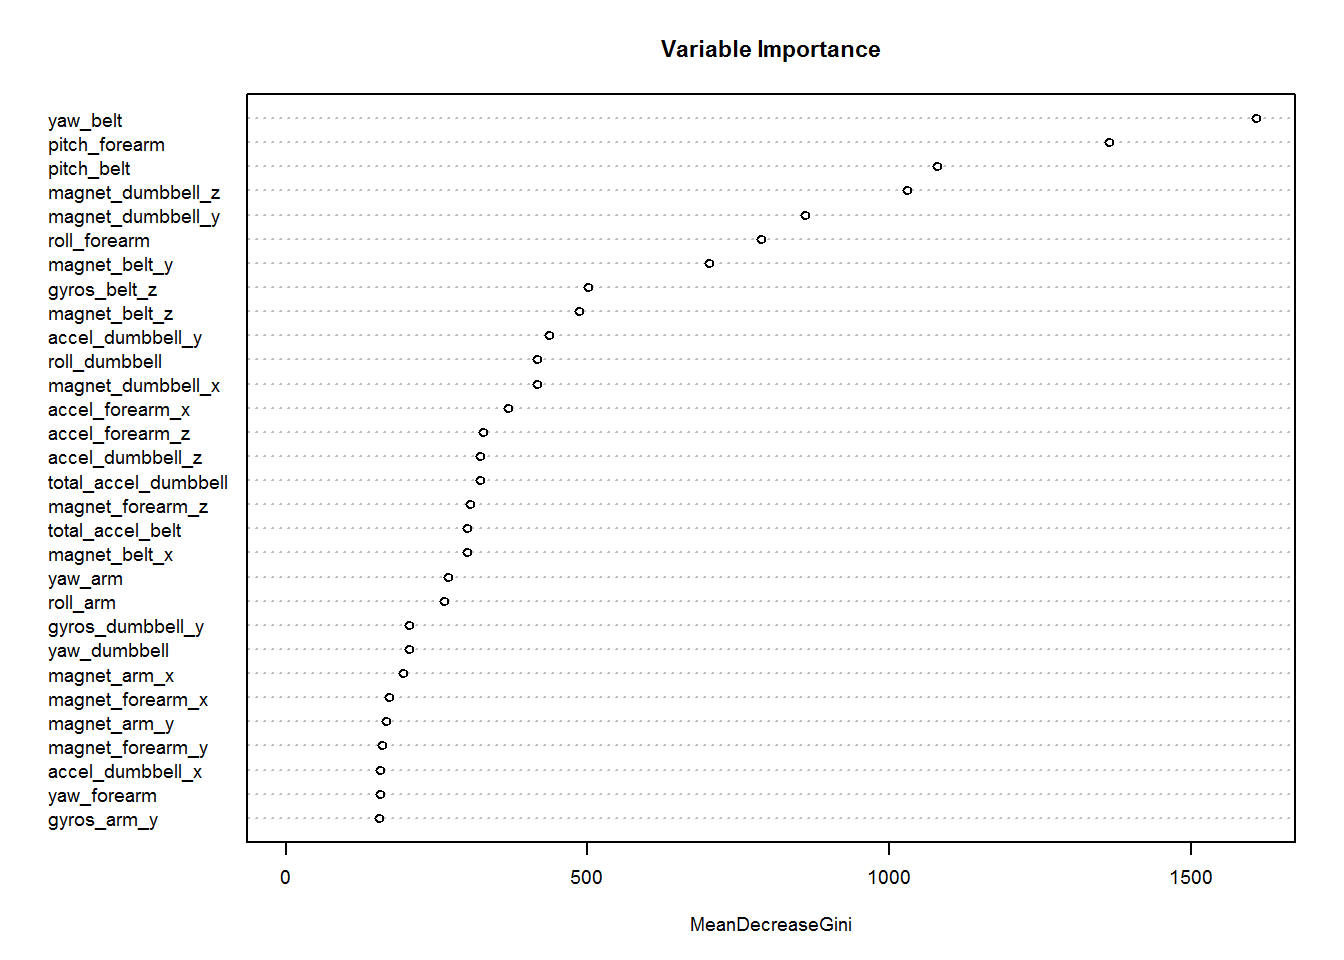 Variable Importance
yaw_belt
pitch_forearm
pitch_belt
magnet_dumbbell_z
magnet_dumbbell_y
roll_forearm
magnet_belt_y
gyros_belt_z
magnet_belt_z
accel_dumbbell_y
roll_dumbbell
magnet_dumbbell_x
accel_forearm_x
accel_forearm_z
accel_dumbbell_z
total_accel_dumbbell
magnet_forearm_z
total_accel_belt
magnet_belt_x
yaw_arm
roll_arm
gyros_dumbbell_y
yaw_dumbbell
magnet_arm_x
magnet_forearm_x
magnet_arm_y
magnet_forearm_y
accel_dumbbell_x
yaw_forearm
gyros_arm_y
0 500 1000 1500
MeanDecreaseGini